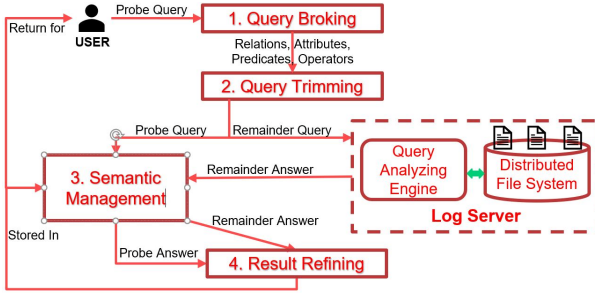 Probe Query
1. Query Broking
Return for
USER
Relations, Attributes,
Predicates, Operators
2. Query Trimming
Probe Query
Remainder Query
3. Semantic
Management
Remainder Answer
Query
Analyzing
Engine
Distributed
File System
Log Server
Remainder Answer
Stored In
Probe Answer
4. Result Refining